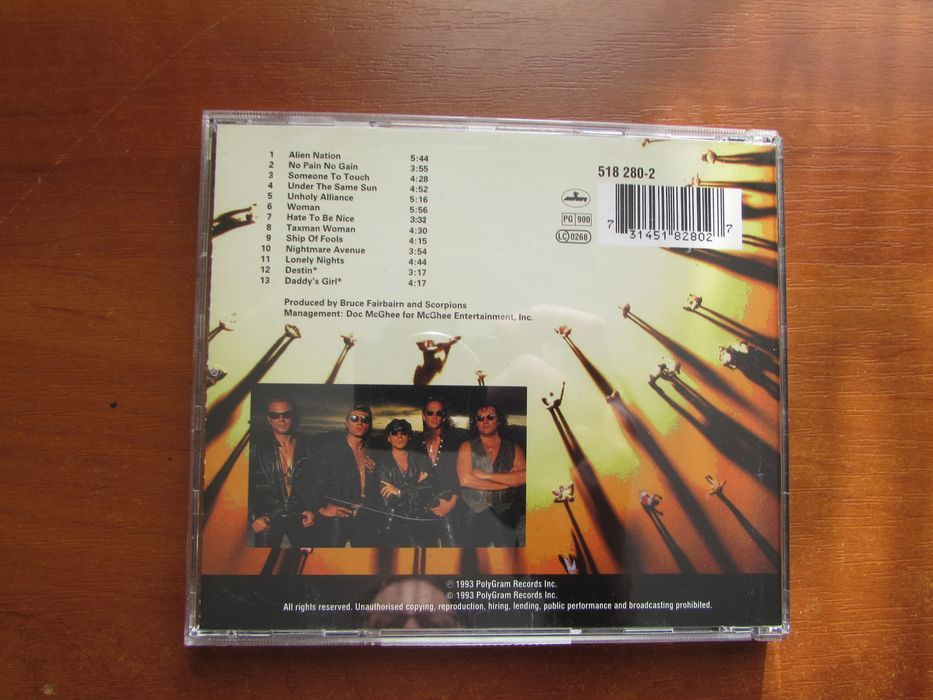 1 Alien Nation 5:44
2 No Pain No Gain 3:55
3 Someone To Touch 4:28
4 Under The Same Sun 4:52
5 Unholy Alliance 5:16
6 Woman 5:56
7 Hate To Be Nice 3:32
8 Taxman Woman 4:30
9 Ship Of Fools 4:15
10 Nightmare Avenue 3:54
11 Lonely Nights 4:44
12 Destin* 3:17
13 Daddy's Girl* 4:17
Produced by Bruce Fairbairn and Scorpions
Management: Doc McGhee for McGhee Entertainment, Inc.
518 280-2
PG 900
LC 0268
7 31451 82802 7
℗ 1993 PolyGram Records Inc.
© 1993 PolyGram Records Inc.
All rights reserved. Unauthorised copying, reproduction, hiring, lending, public performance and broadcasting prohibited.